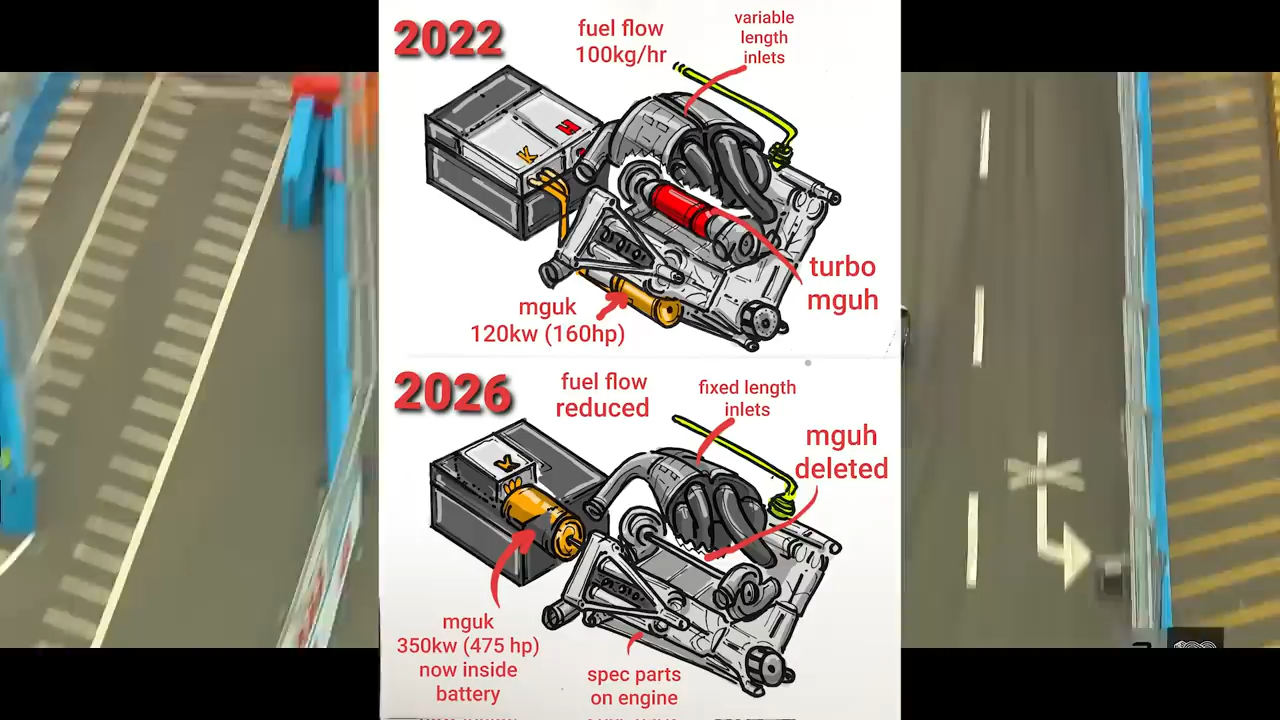 2022
fuel flow
100kg/hr
variable
length
inlets
K
H
turbo
mguh
mguk
120kw (160hp)
2026
fuel flow
reduced
fixed length
inlets
mguh
deleted
K
mguk
350kw (475 hp)
now inside
battery
spec parts
on engine